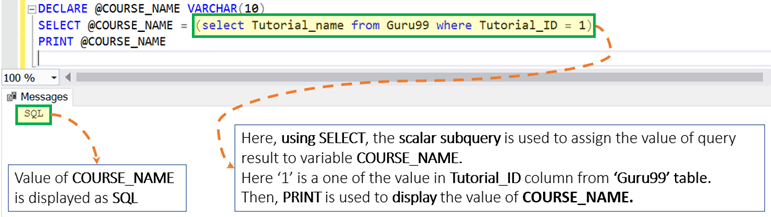 DECLARE @COURSE_NAME VARCHAR(10)
SELECT @COURSE_NAME = (select Tutorial_name from Guru99 where Tutorial_ID = 1)
PRINT @COURSE_NAME
100 %
Messages
SQL
Value of COURSE_NAME
is displayed as SQL
Here, using SELECT, the scalar subquery is used to assign the value of query
result to variable COURSE_NAME.
Here ‘1’ is a one of the value in Tutorial_ID column from ‘Guru99’ table.
Then, PRINT is used to display the value of COURSE_NAME.